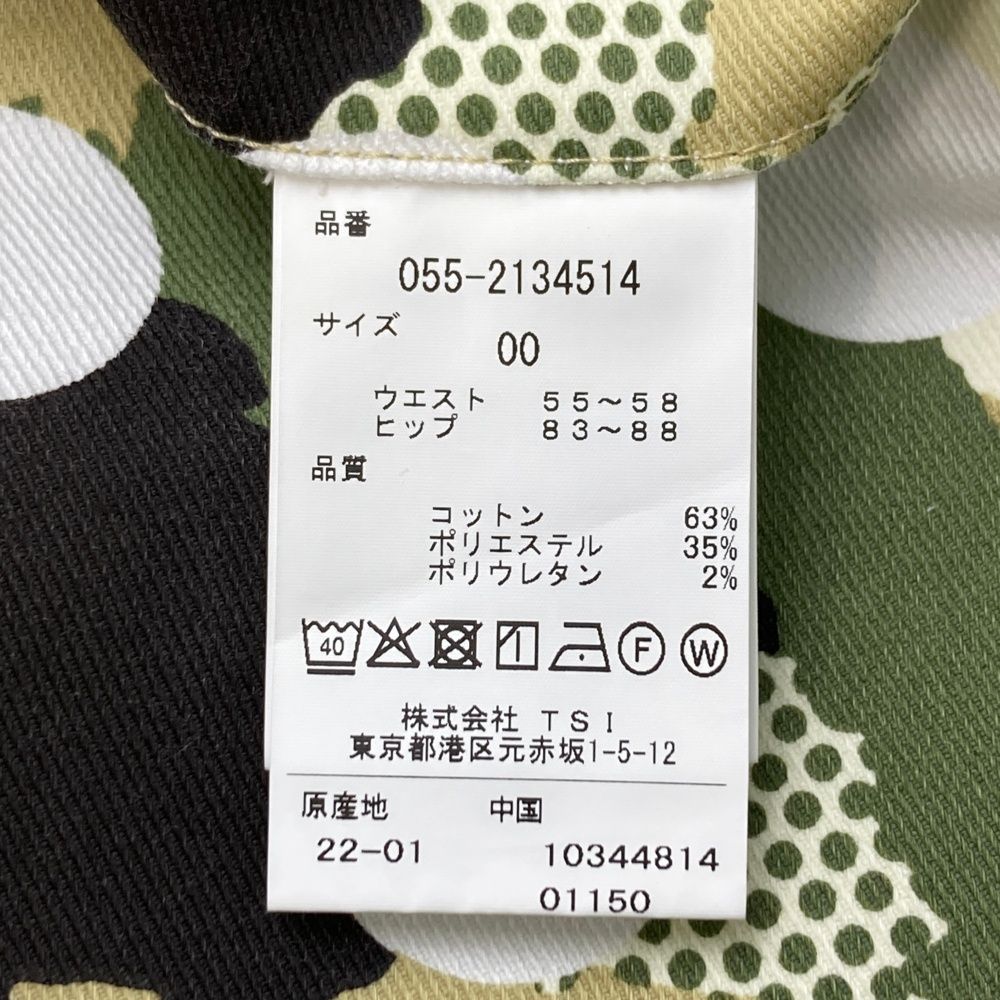 品番
055-2134514
サイズ
00
ウエスト 55～58
ヒップ 83～88
品質
コットン 63%
ポリエステル 35%
ポリウレタン 2%
40 F W
株式会社 TSI
東京都港区元赤坂1-5-12
原産地 中国
22-01 10344814
01150